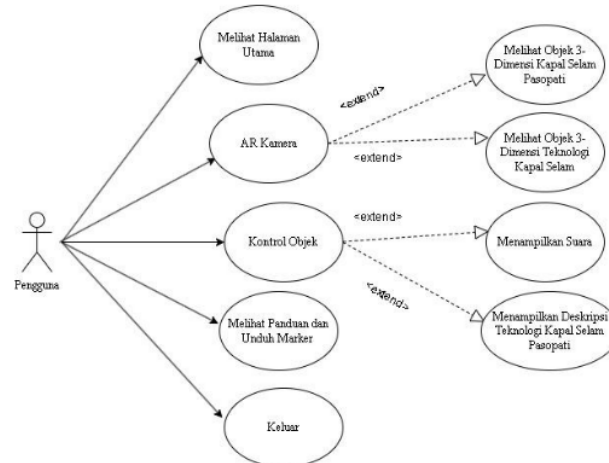 Melihat Halaman
Utama
Melihat Objek 3-
Dimensi Kapal Selam
Pasopati
<extend>
AR Kamera
<extend>
Melihat Objek 3-
Dimensi Teknologi
Kapal Selam
Pengguna
Kontrol Objek
<extend>
Menampilkan Suara
<extend>
Melihat Panduan dan
Unduh Marker
Menampilkan Deskripsi
Teknologi Kapal Selam
Pasopati
Keluar